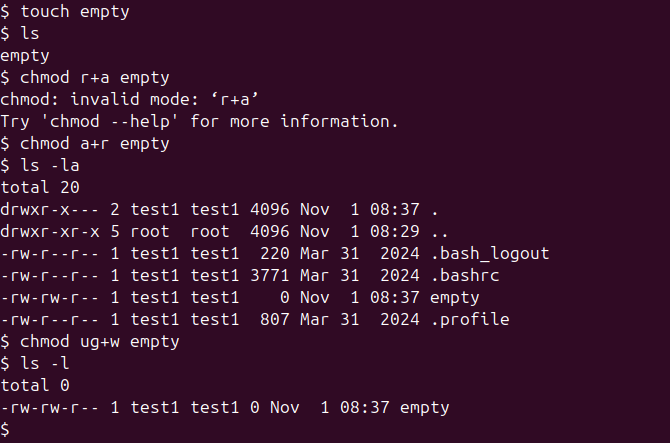 $ touch empty
$ ls
empty
$ chmod r+a empty
chmod: invalid mode: ‘r+a’
Try 'chmod --help' for more information.
$ chmod a+r empty
$ ls -la
total 20
drwxr-x--- 2 test1 test1 4096 Nov  1 08:37 .
drwxr-xr-x 5 root  root  4096 Nov  1 08:29 ..
-rw-r--r-- 1 test1 test1  220 Mar 31  2024 .bash_logout
-rw-r--r-- 1 test1 test1 3771 Mar 31  2024 .bashrc
-rw-rw-r-- 1 test1 test1    0 Nov  1 08:37 empty
-rw-r--r-- 1 test1 test1  807 Mar 31  2024 .profile
$ chmod ug+w empty
$ ls -l
total 0
-rw-rw-r-- 1 test1 test1 0 Nov  1 08:37 empty
$